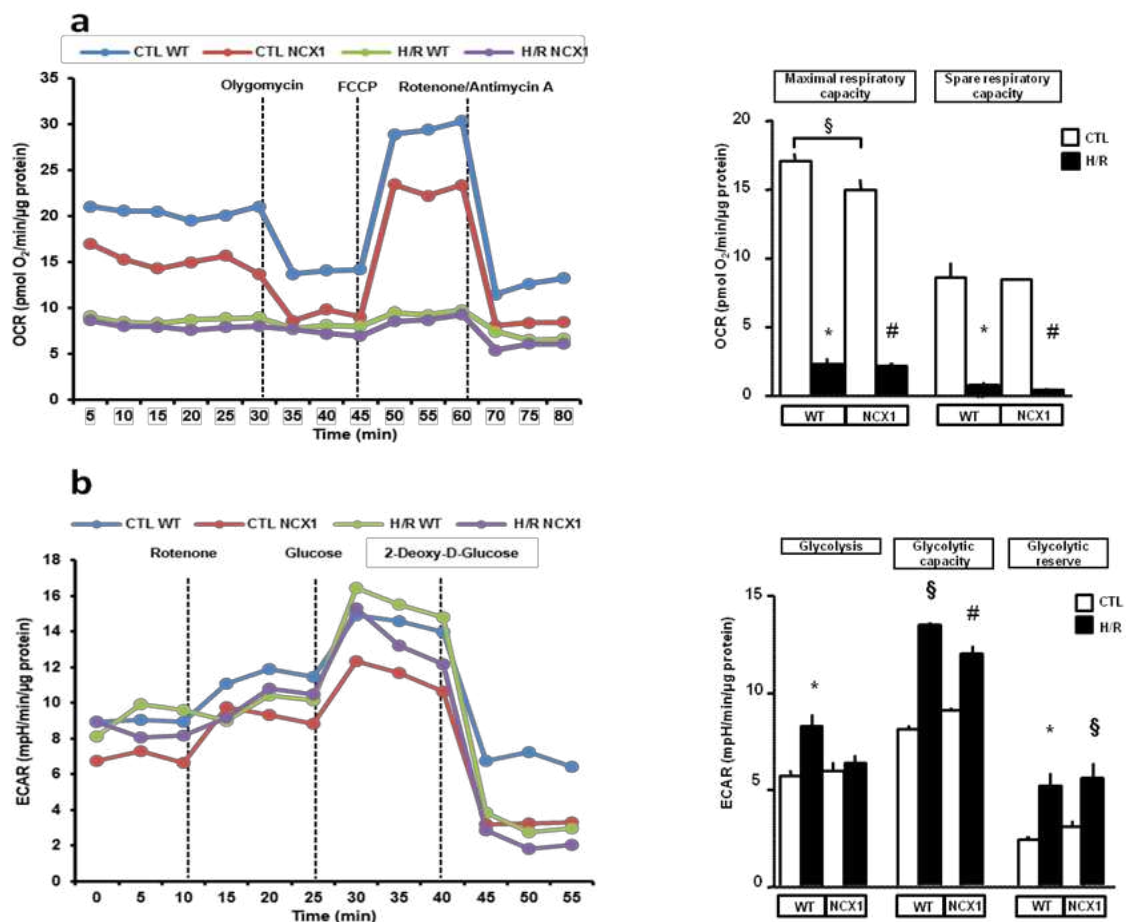 a
CTL WT CTL NCX1 H/R WT H/R NCX1
OCR (pmol O₂/min/µg protein)
35
30
25
20
15
10
5
0
Olygomycin FCCP Rotenone/Antimycin A
5 10 15 20 25 30 35 40 45 50 55 60 70 75 80
Time (min)
Maximal respiratory
capacity
Spare respiratory
capacity
OCR (pmol O₂/min/µg protein)
20
15
10
5
0
§
* # * #
CTL
H/R
WT NCX1 WT NCX1
b
CTL WT CTL NCX1 H/R WT H/R NCX1
ECAR (mpH/min/µg protein)
18
16
14
12
10
8
6
4
2
0
Rotenone Glucose 2-Deoxy-D-Glucose
0 5 10 15 20 25 30 35 40 45 50 55
Time (min)
Glycolysis
Glycolytic
capacity
Glycolytic
reserve
ECAR (mpH/min/µg protein)
15
10
5
0
* § # * §
CTL
H/R
WT NCX1 WT NCX1 WT NCX1